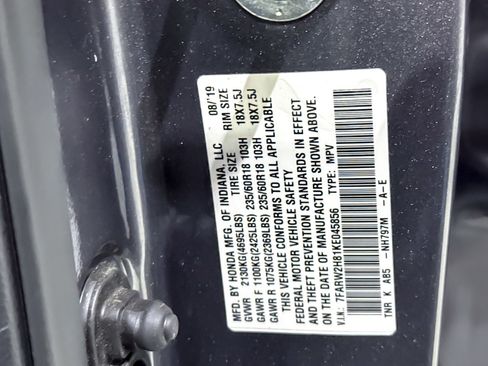 MFD. BY HONDA MFG. OF INDIANA. LLC 08/'19
TIRE SIZE RIM SIZE
GVWR 2130KG(4695LBS)
GAWR F 1100KG(2425LBS) 235/60R18 103H 18X7.5J
GAWR R 1075KG(2369LBS) 235/60R18 103H 18X7.5J
THIS VEHICLE CONFORMS TO ALL APPLICABLE
FEDERAL MOTOR VEHICLE SAFETY
AND THEFT PREVENTION STANDARDS IN EFFECT
ON THE DATE OF MANUFACTURE SHOWN ABOVE.
V.I.N.: 7FARW2H81KE045856 TYPE: MPV
TNR K A85 -NH797M -A-E